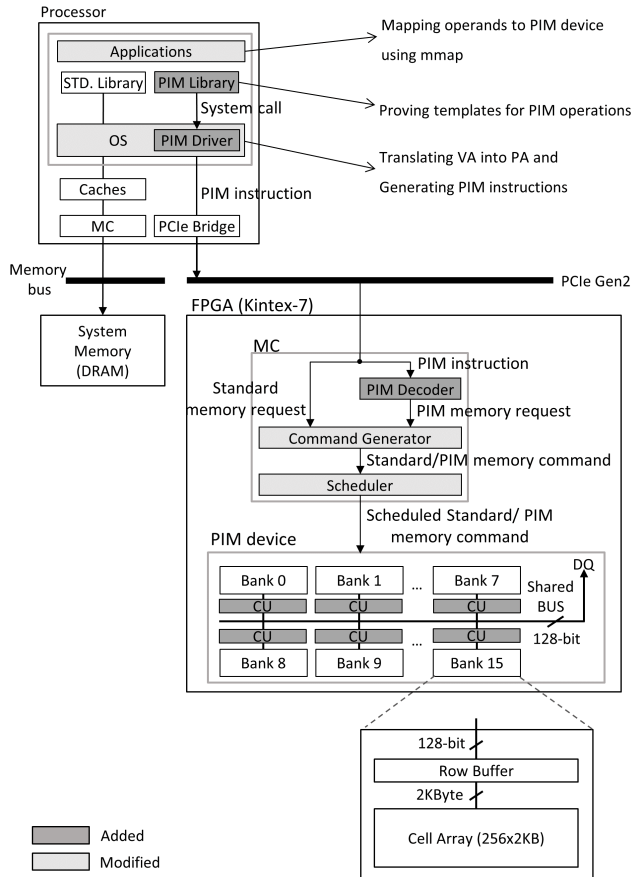 Processor
Applications
Mapping operands to PIM device
using mmap
STD. Library
PIM Library
System call
Proving templates for PIM operations
OS
PIM Driver
Translating VA into PA and
Generating PIM instructions
Caches
PIM instruction
MC
PCIe Bridge
Memory
bus
PCIe Gen2
FPGA (Kintex-7)
System
Memory
(DRAM)
MC
PIM instruction
Standard
memory request
PIM Decoder
PIM memory request
Command Generator
Standard/PIM memory command
Scheduler
Scheduled Standard/ PIM
memory command
PIM device
DQ
Bank 0
Bank 1
...
Bank 7
Shared
BUS
CU
CU
CU
128-bit
CU
CU
...
CU
Bank 8
Bank 9
Bank 15
128-bit
Row Buffer
2KByte
Cell Array (256x2KB)
Added
Modified